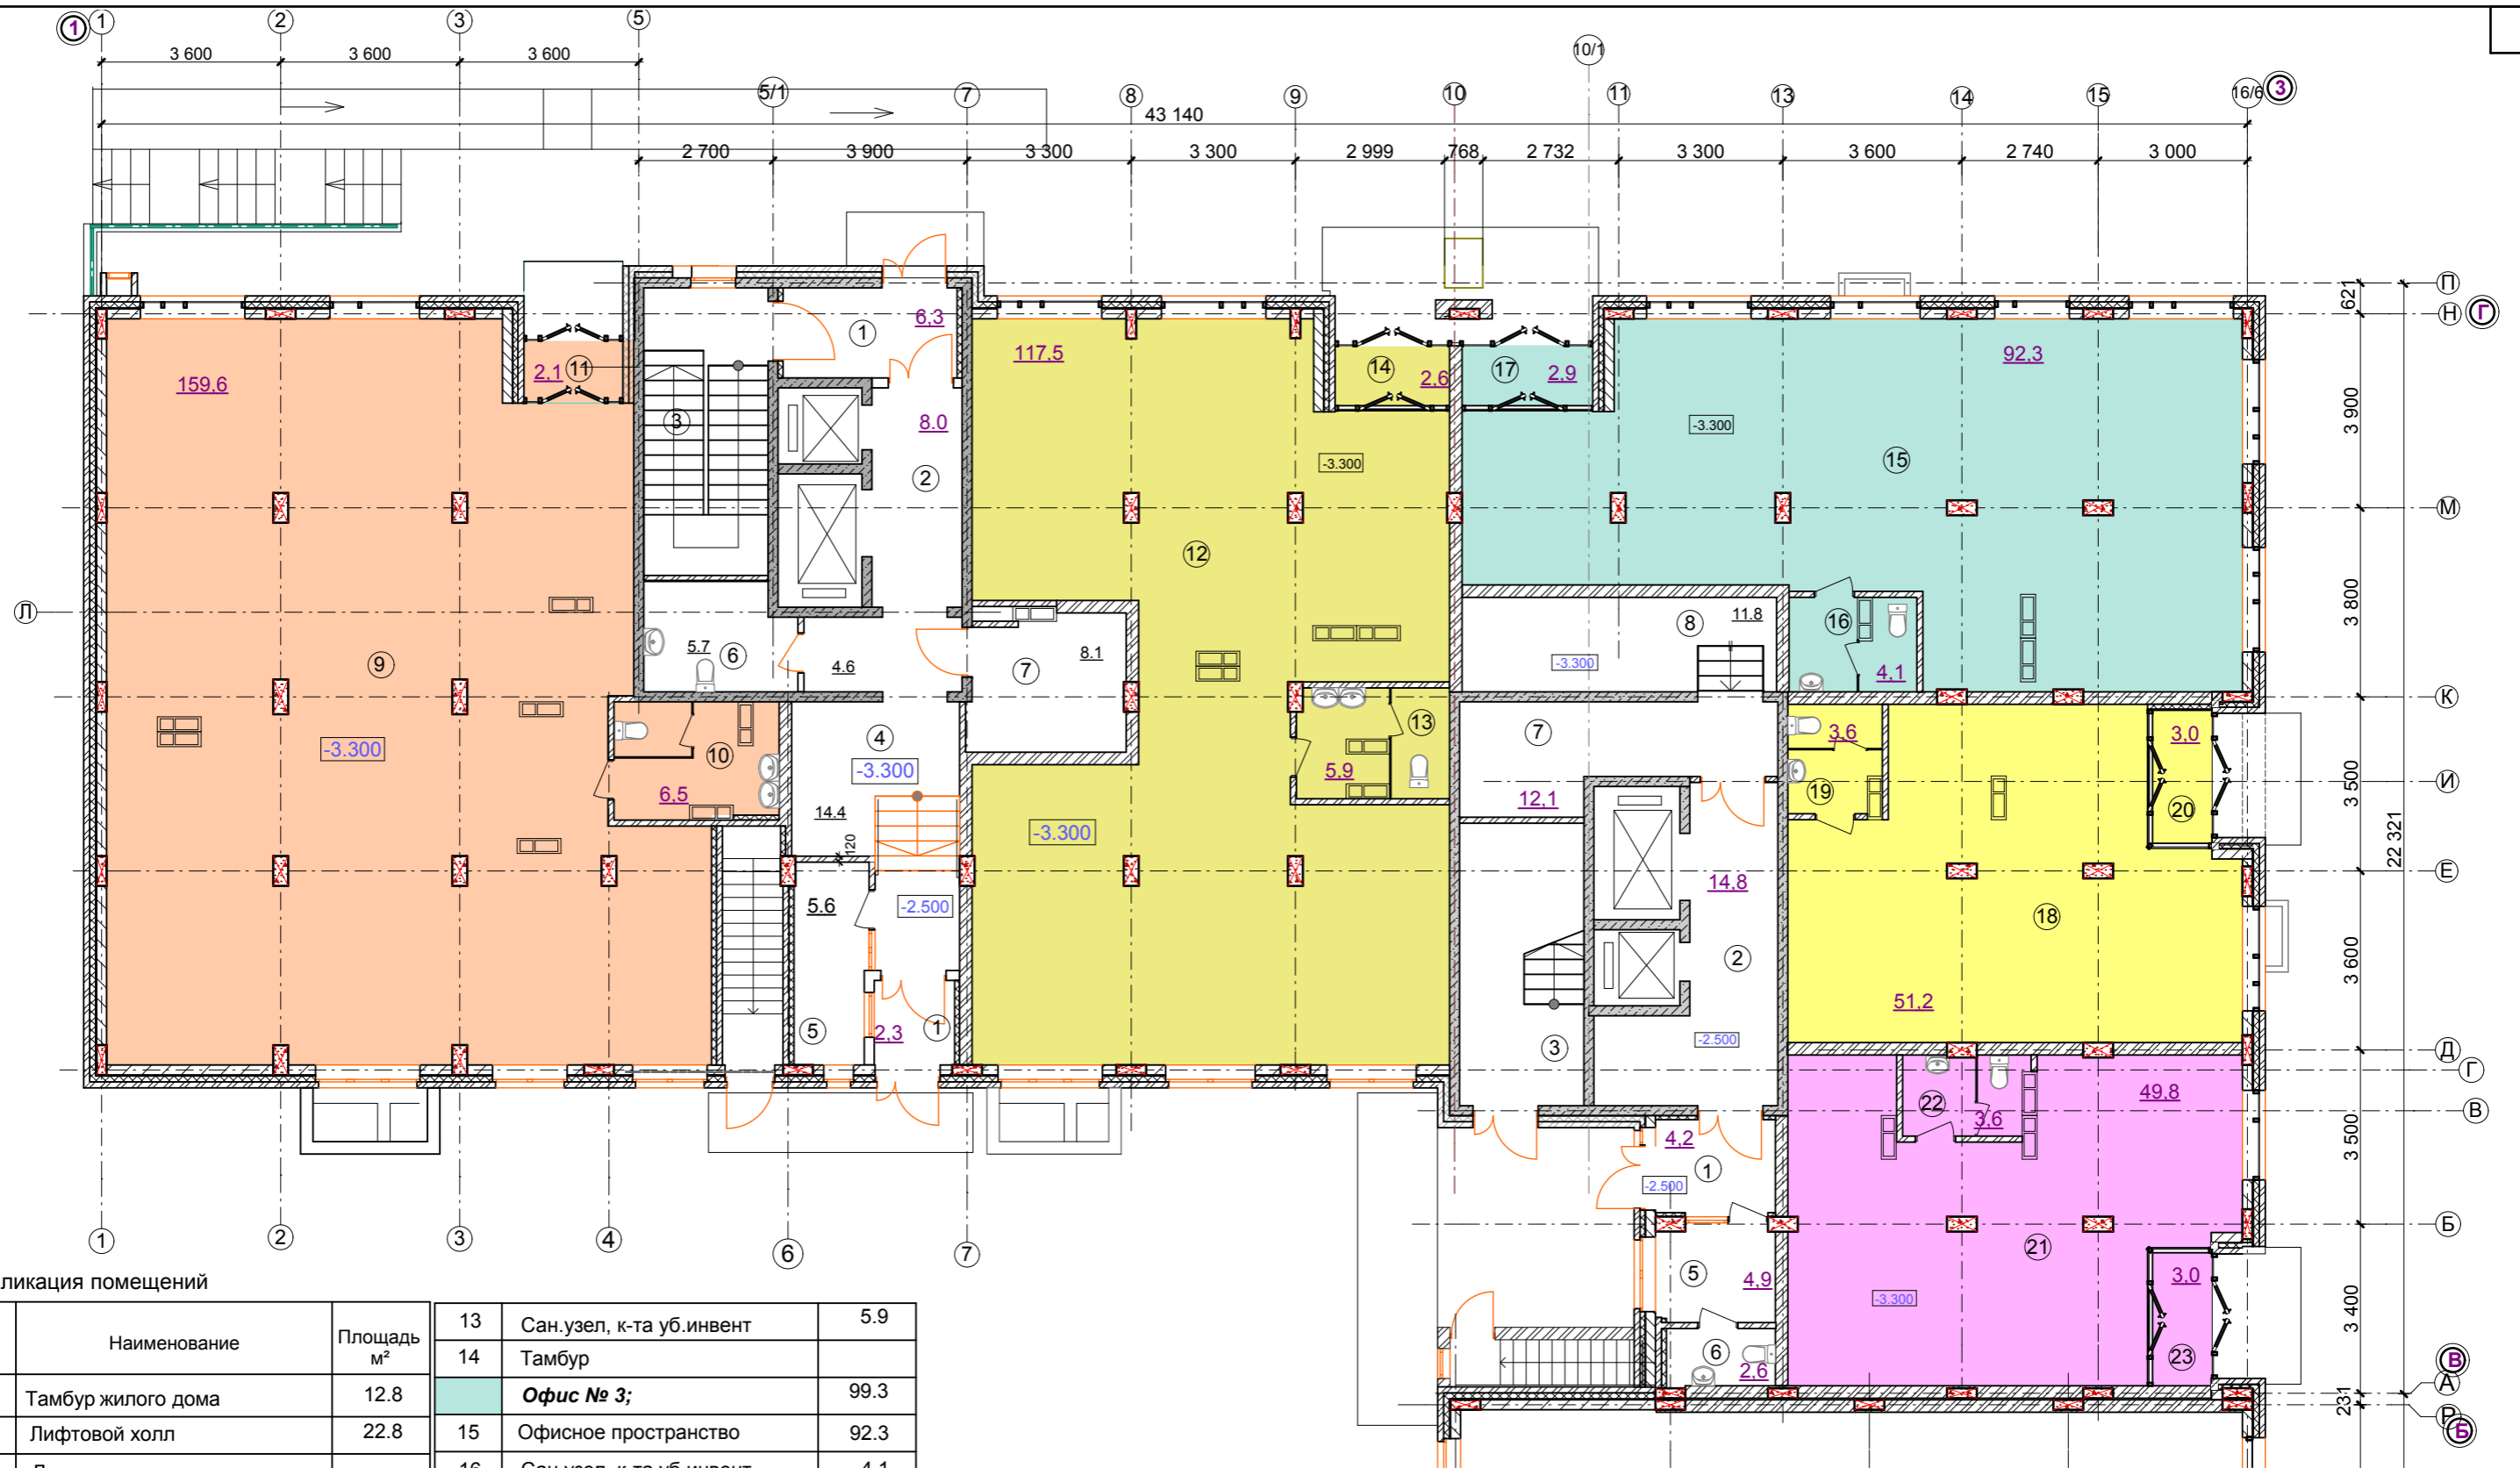 1 1 2 3 5
3 600 3 600 3 600
10/1
5/1 7 8 9 10 11 13 14 15 16/6 3
43 140
2 700 3 900 3 300 3 300 2 999 768 2 732 3 300 3 600 2 740 3 000
П
621
Н Г
1 6,3
117.5
92,3
159,6 2,1 11
14 2,6 17 2,9
3 8.0
-3.300
3 900
2
-3.300
15
М
12
3 800
Л
9
5.7 6 4.6 7 8.1
8 11.8
-3.300
16
4,1
К
-3.300
10
6,5
4
-3.300
14.4
120
-3.300
13
5.9
7
12,1
3,6
19
3,0
20
3 500
И
22 321
Е
5.6
-2.500
14,8
18
2
51,2
3 600
5
2,3
1
3
-2.500
Д
Г
22
3,6
49,8
В
4,2
1
-2.500
3 500
Б
1 2 3 4 6 7
21
5
4,9
-3.300
3,0
23
3 400
6
2,6
В
А
231
Р
Б
ликация помещений
Наименование Площадь м²
Тамбур жилого дома 12.8
Лифтовой холл 22.8
13 Сан.узел, к-та уб.инвент 5.9
14 Тамбур
Офис № 3; 99.3
15 Офисное пространство 92.3
16 Сан.узел, к-та уб.инвент 4.1